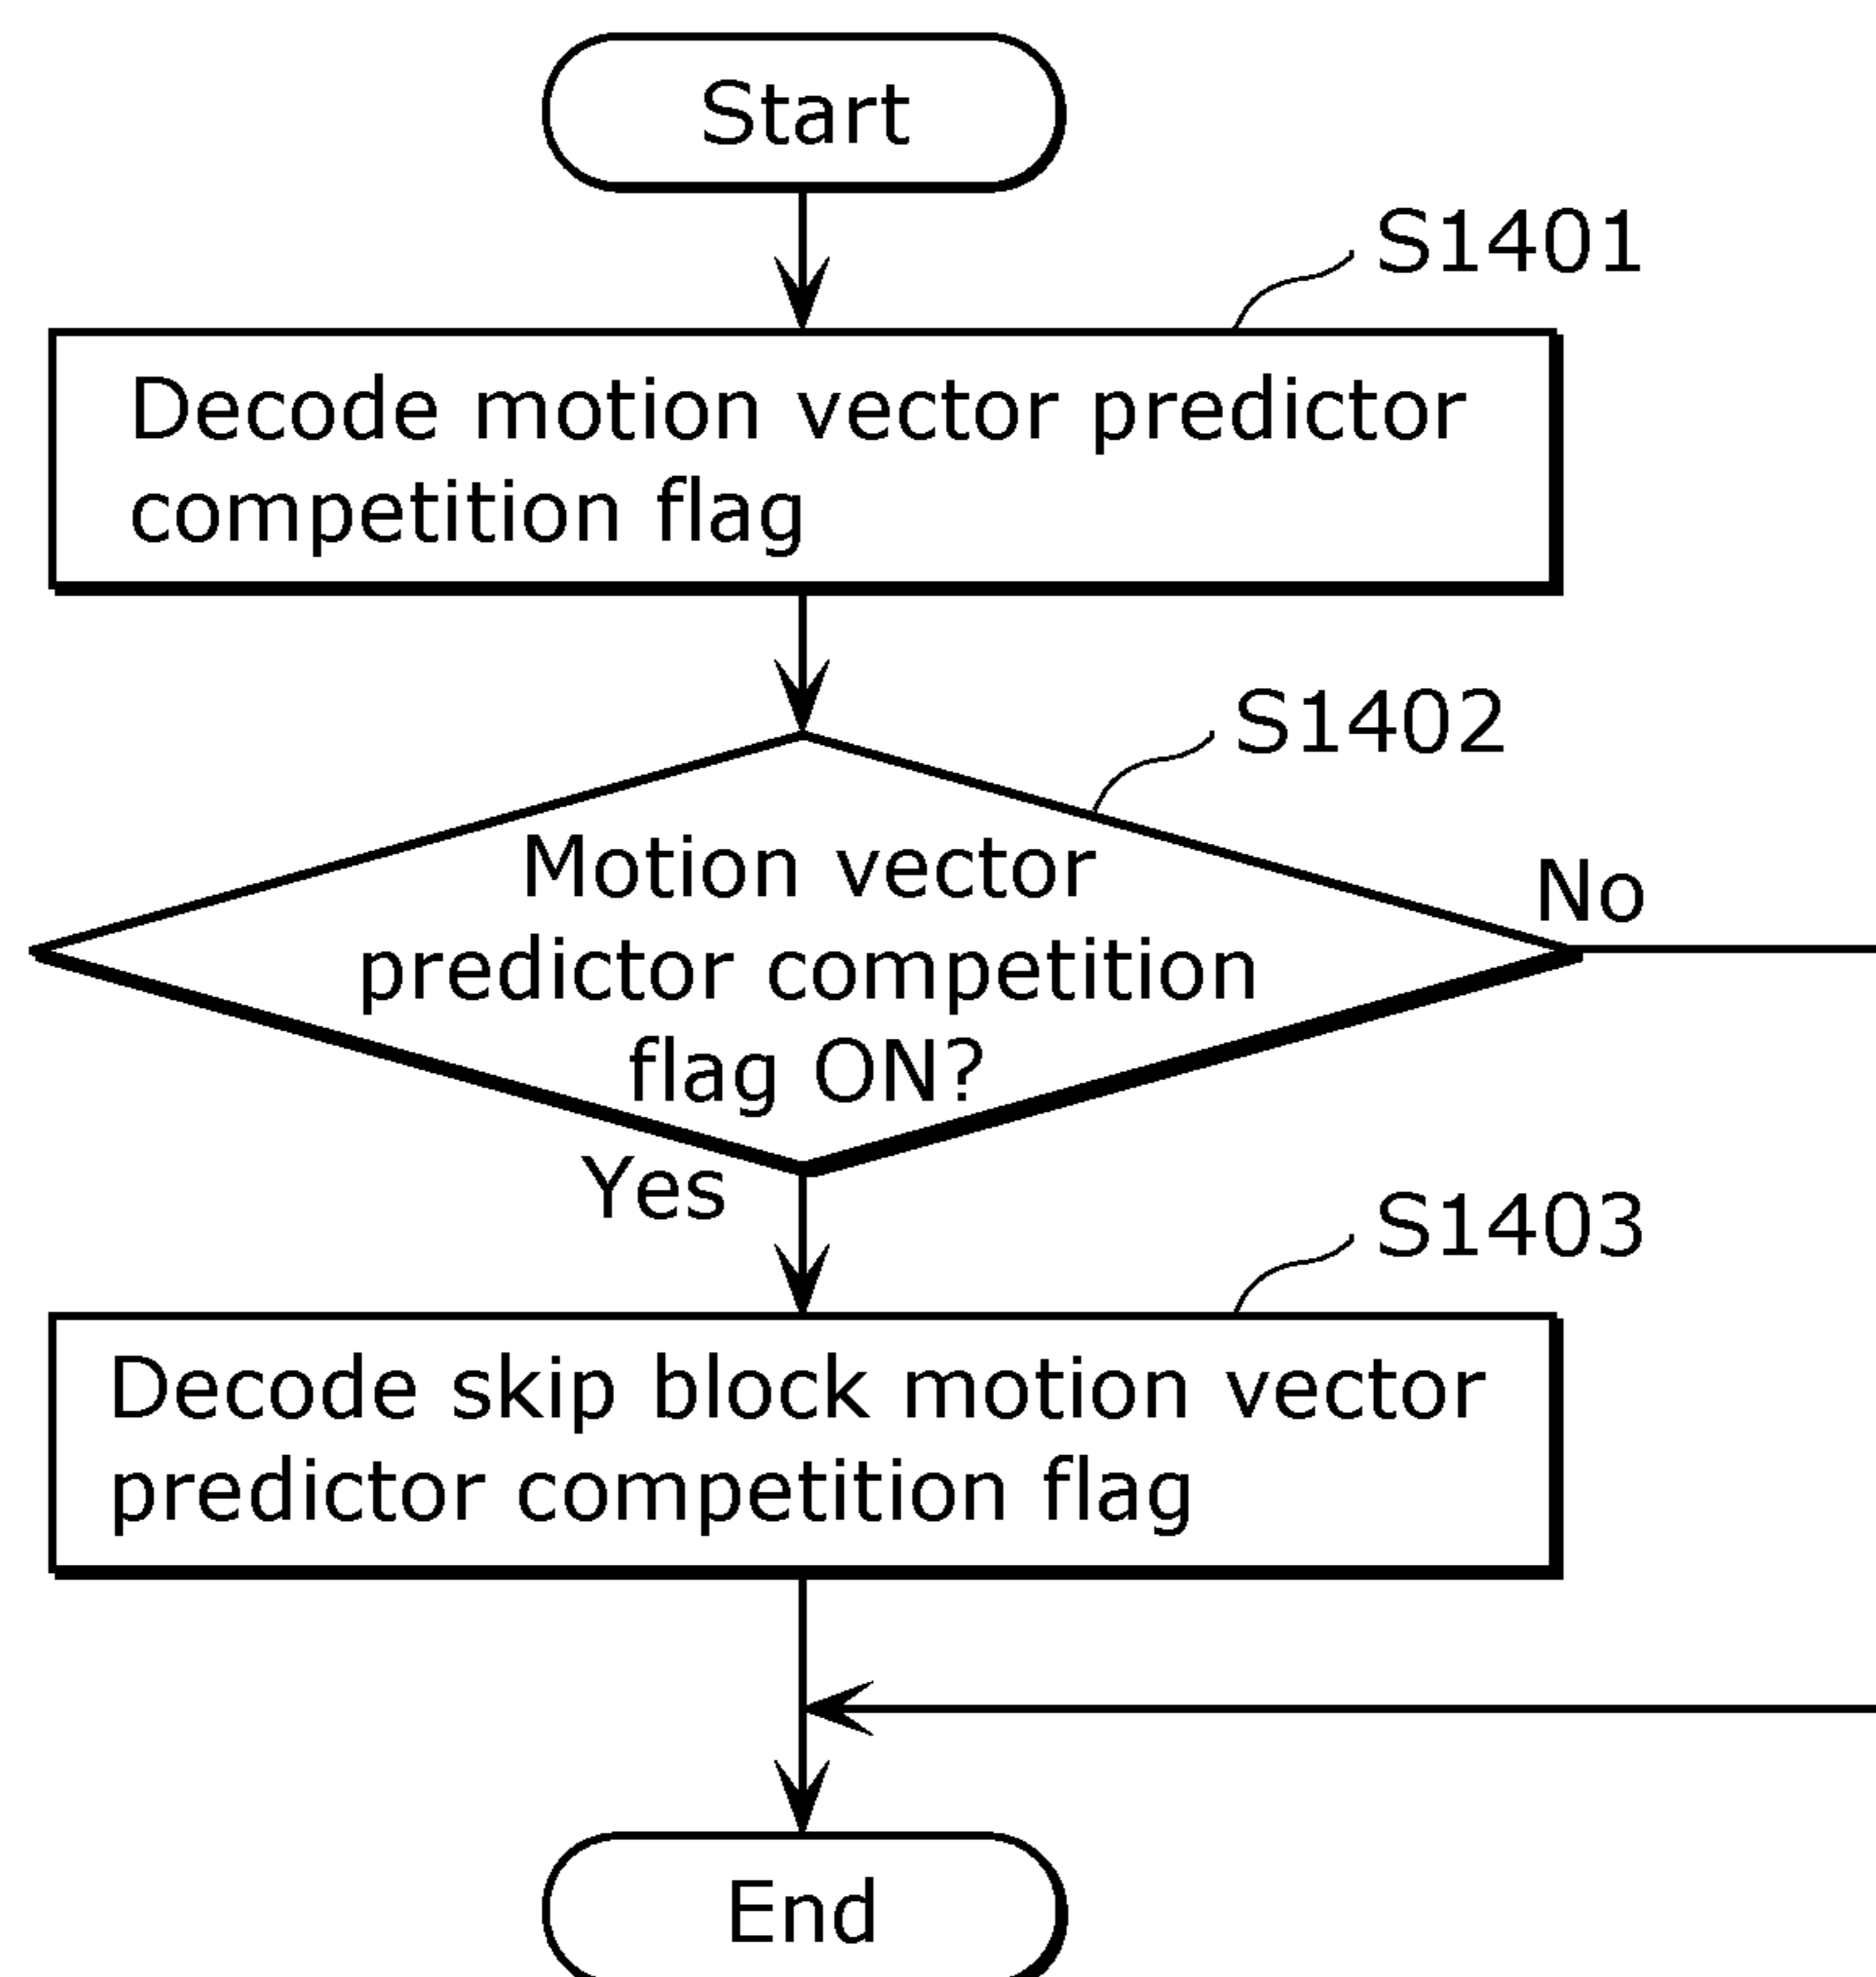 Start
S1401
Decode motion vector predictor
competition flag
S1402
Motion vector
predictor competition
flag ON?
No
Yes
S1403
Decode skip block motion vector
predictor competition flag
End